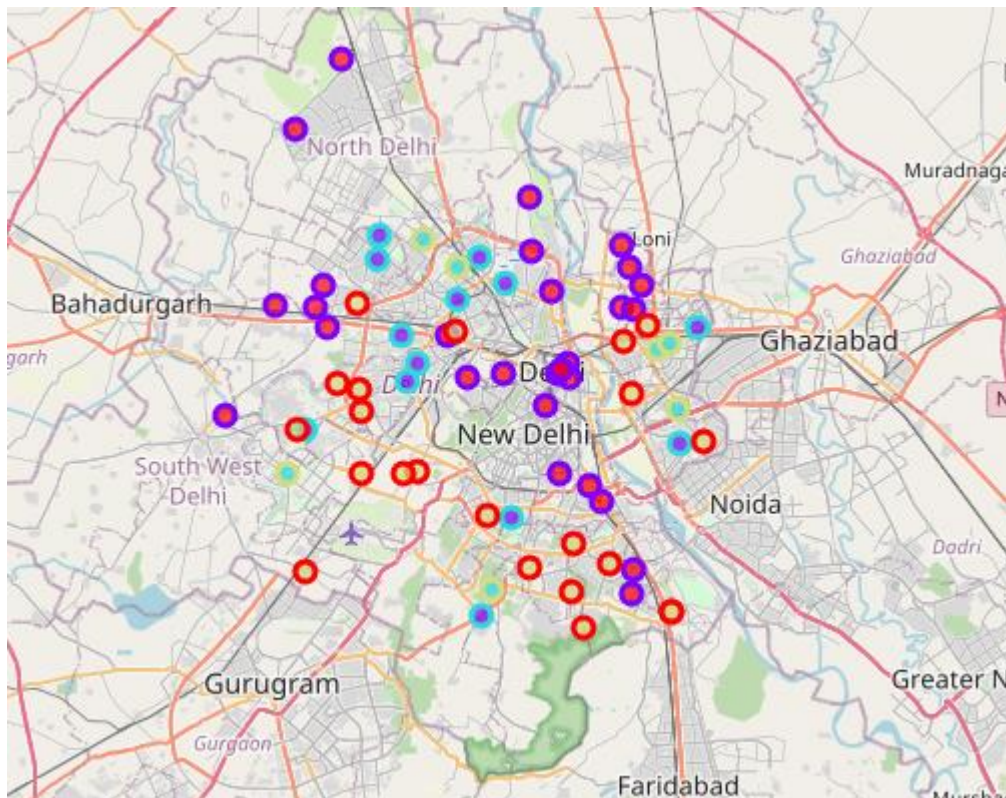 North Delhi
Muradnaga
Loni
Ghaziabad
Bahadurgarh
Ghaziabad
garh
Delhi
Delhi
New Delhi
South West
Delhi
Noida
Dadri
Gurugram
Greater N
Gurgaon
Faridabad